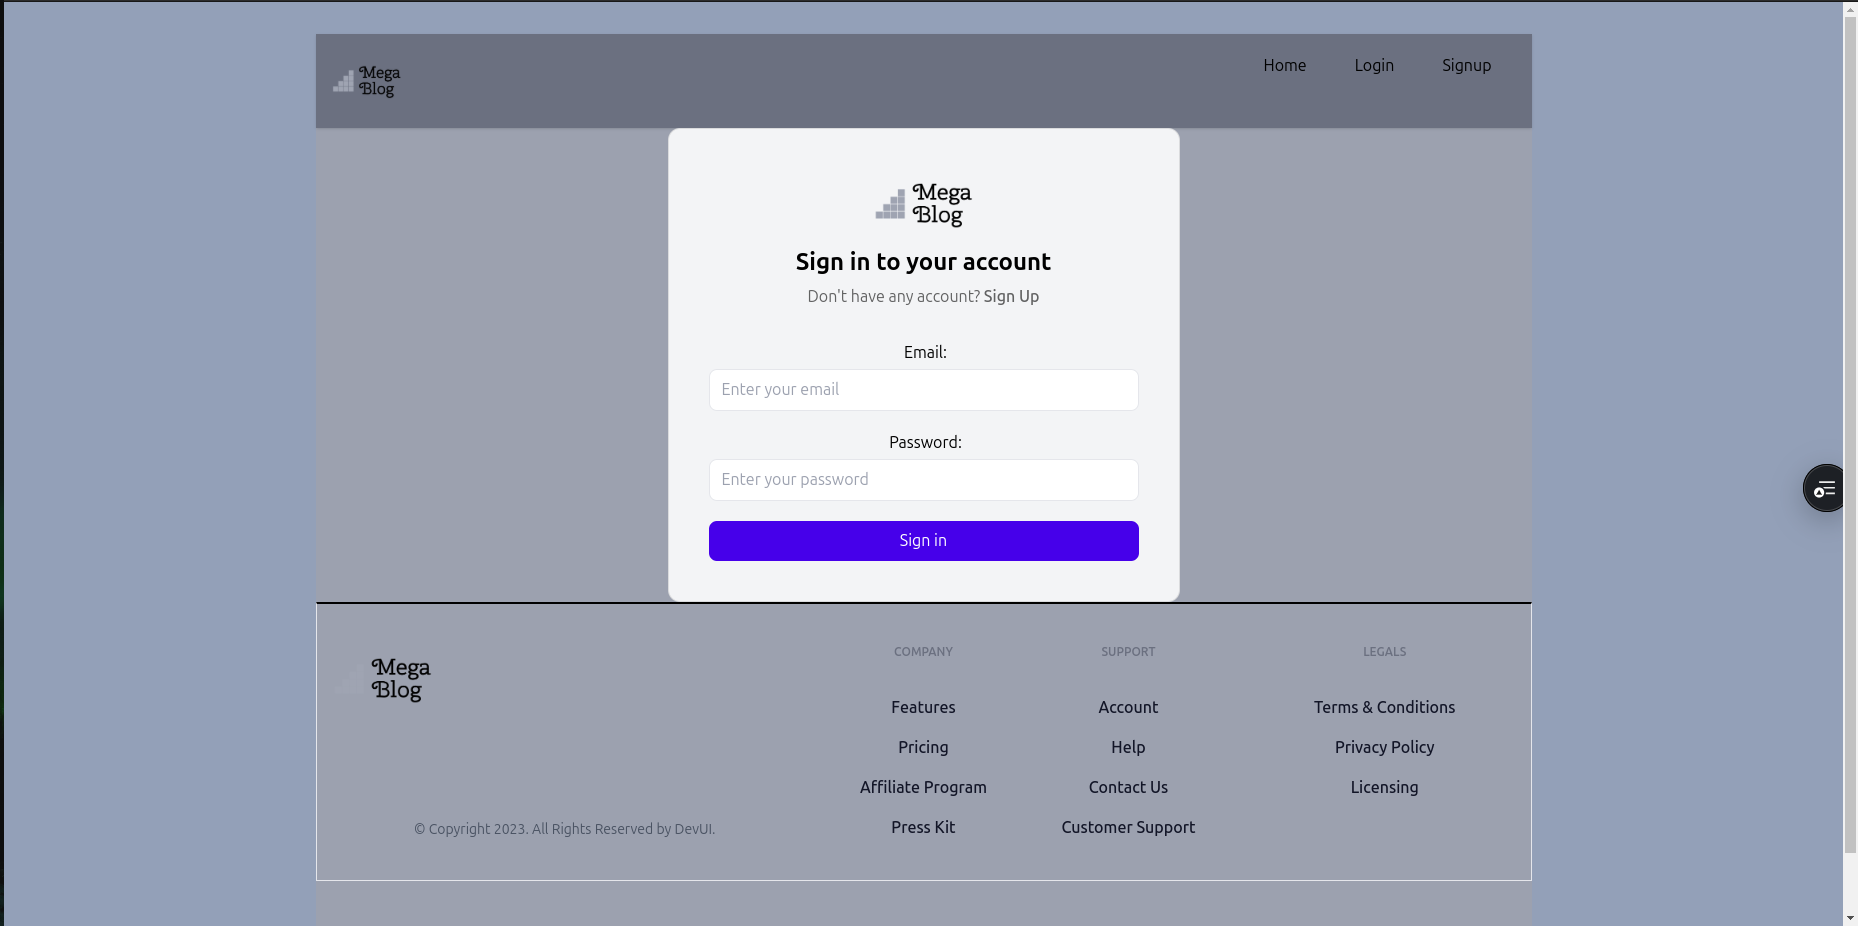 Mega
Blog
Home
Login
Signup
Mega
Blog
Sign in to your account
Don't have any account? Sign Up
Email:
Enter your email
Password:
Enter your password
Sign in
Mega
Blog
© Copyright 2023. All Rights Reserved by DevUI.
COMPANY
Features
Pricing
Affiliate Program
Press Kit
SUPPORT
Account
Help
Contact Us
Customer Support
LEGALS
Terms & Conditions
Privacy Policy
Licensing